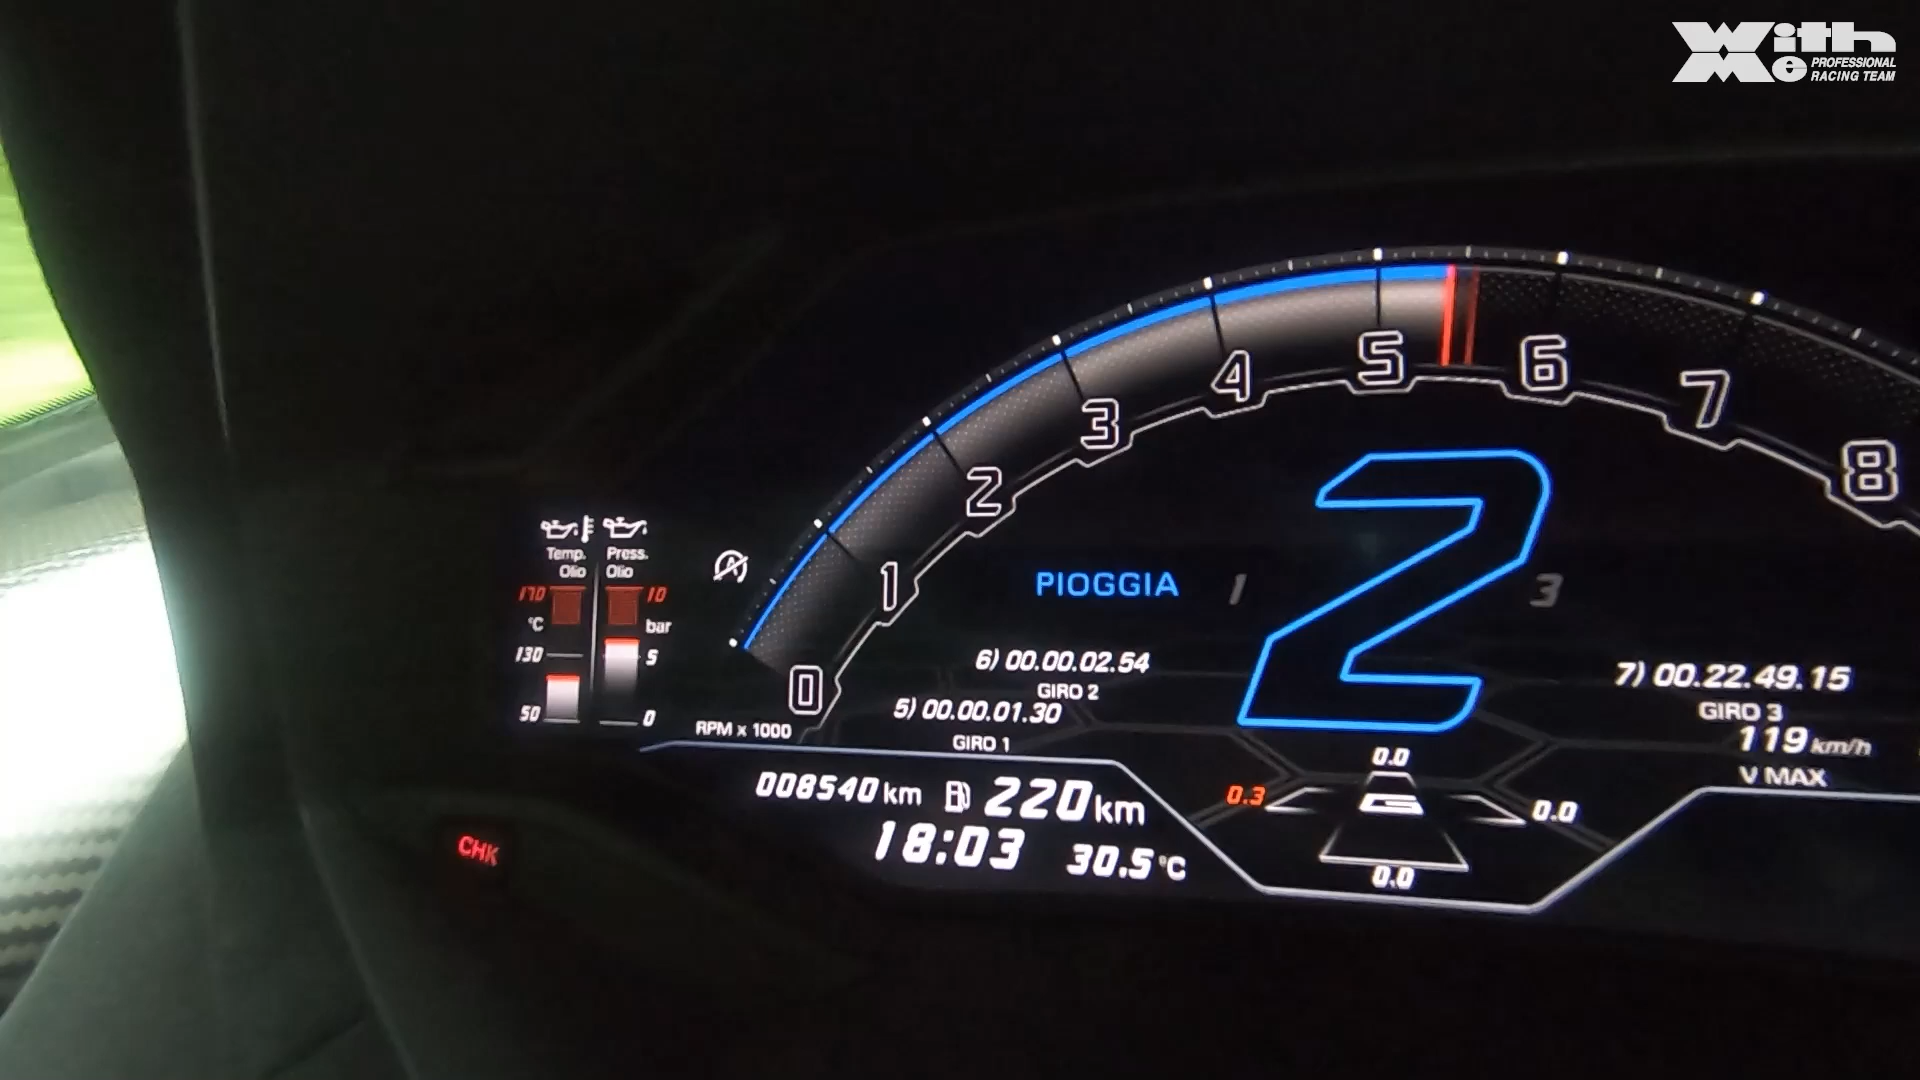 With
Me PROFESSIONAL
RACING TEAM
Temp. Olio
Press. Olio
170 10
°C bar
130 5
50 0
0 1 2 3 4 5 6 7 8
RPM x 1000
PIOGGIA
1 2 3
6) 00.00.02.54
GIRO 2
5) 00.00.01.30
GIRO 1
7) 00.22.49.15
GIRO 3
119 km/h
V MAX
008540 km 220 km
18:03 30.5°C
0.0
0.3 G 0.0
0.0
CHK
A